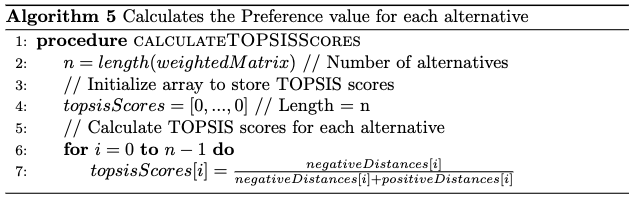 Algorithm 5 Calculates the Preference value for each alternative
1: procedure CALCULATETOPSISSCORES
2: n = length(weightedMatrix) // Number of alternatives
3: // Initialize array to store TOPSIS scores
4: topsisScores = [0, ..., 0] // Length = n
5: // Calculate TOPSIS scores for each alternative
6: for i = 0 to n − 1 do
7: topsisScores[i] = negativeDistances[i] / negativeDistances[i]+positiveDistances[i]